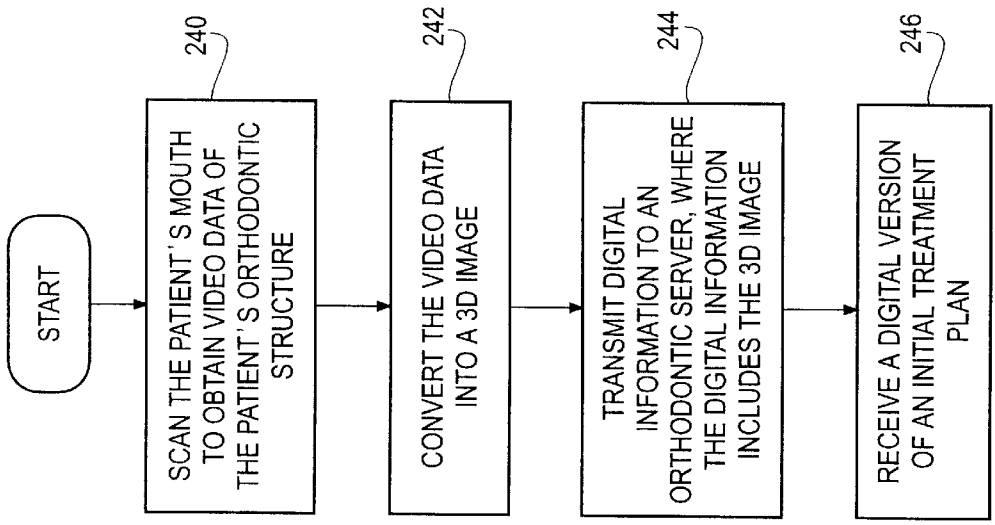 START
SCAN THE PATIENT'S MOUTH
TO OBTAIN VIDEO DATA OF
THE PATIENT'S ORTHODONTIC
STRUCTURE
240
CONVERT THE VIDEO DATA
INTO A 3D IMAGE
242
TRANSMIT DIGITAL
INFORMATION TO AN
ORTHODONTIC SERVER, WHERE
THE DIGITAL INFORMATION
INCLUDES THE 3D IMAGE
244
RECEIVE A DIGITAL VERSION
OF AN INITIAL TREATMENT
PLAN
246